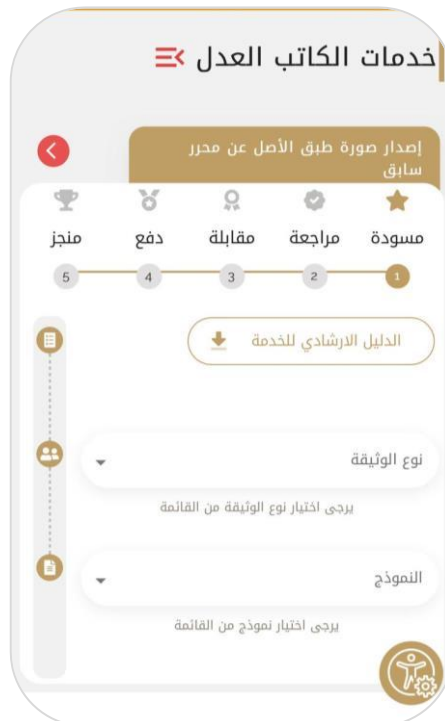 خدمات الكاتب العدل
إصدار صورة طبق الأصل عن محرر
سابق
مسودة مراجعة مقابلة دفع منجز
1 2 3 4 5
الدليل الارشادي للخدمة
نوع الوثيقة
يرجى اختيار نوع الوثيقة من القائمة
النموذج
يرجى اختيار نموذج من القائمة